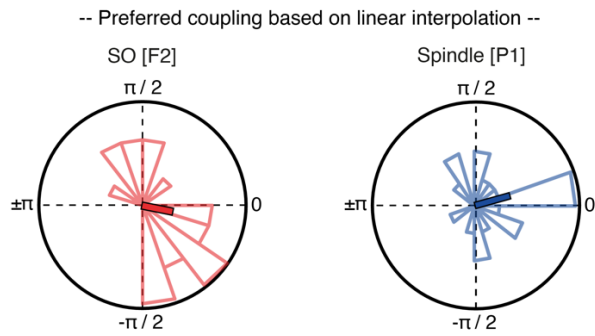 -- Preferred coupling based on linear interpolation --
SO [F2]
π / 2
±π
0
-π / 2
Spindle [P1]
π / 2
±π
0
-π / 2